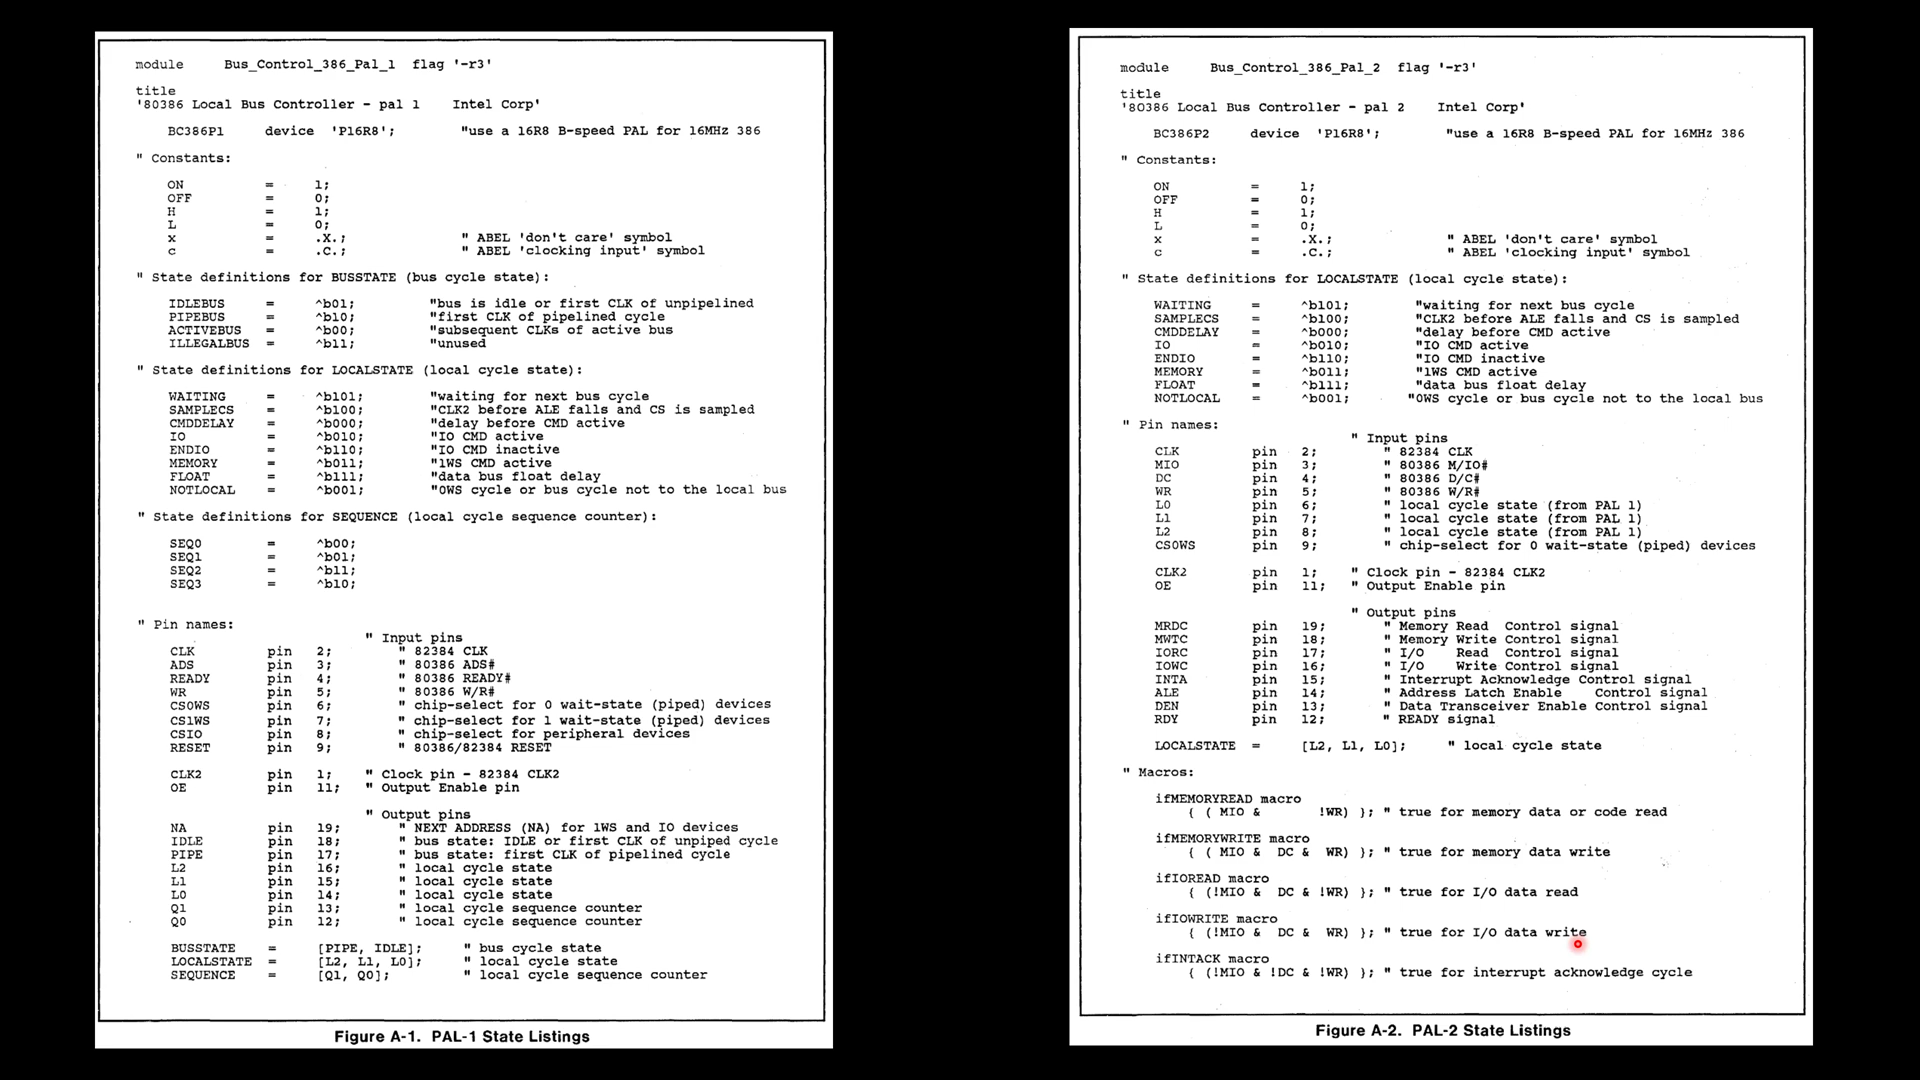 module Bus_Control_386_Pal_1 flag '-r3'
title
'80386 Local Bus Controller - pal 1 Intel Corp'
BC386P1 device 'P16R8'; "use a 16R8 B-speed PAL for 16MHz 386
" Constants:
ON = 1;
OFF = 0;
H = 1;
L = 0;
x = .X.; " ABEL 'don't care' symbol
c = .C.; " ABEL 'clocking input' symbol
" State definitions for BUSSTATE (bus cycle state):
IDLEBUS = ^b01; "bus is idle or first CLK of unpipelined
PIPEBUS = ^b10; "first CLK of pipelined cycle
ACTIVEBUS = ^b00; "subsequent CLKs of active bus
ILLEGALBUS = ^b11; "unused
" State definitions for LOCALSTATE (local cycle state):
WAITING = ^b101; "waiting for next bus cycle
SAMPLECS = ^b100; "CLK2 before ALE falls and CS is sampled
CMDDELAY = ^b000; "delay before CMD active
IO = ^b010; "IO CMD active
ENDIO = ^b110; "IO CMD inactive
MEMORY = ^b011; "1WS CMD active
FLOAT = ^b111; "data bus float delay
NOTLOCAL = ^b001; "0WS cycle or bus cycle not to the local bus
" State definitions for SEQUENCE (local cycle sequence counter):
SEQ0 = ^b00;
SEQ1 = ^b01;
SEQ2 = ^b11;
SEQ3 = ^b10;
" Pin names:
" Input pins
CLK pin 2; " 82384 CLK
ADS pin 3; " 80386 ADS#
READY pin 4; " 80386 READY#
WR pin 5; " 80386 W/R#
CS0WS pin 6; " chip-select for 0 wait-state (piped) devices
CS1WS pin 7; " chip-select for 1 wait-state (piped) devices
CSIO pin 8; " chip-select for peripheral devices
RESET pin 9; " 80386/82384 RESET
CLK2 pin 1; " Clock pin - 82384 CLK2
OE pin 11; " Output Enable pin
" Output pins
NA pin 19; " NEXT ADDRESS (NA) for 1WS and IO devices
IDLE pin 18; " bus state: IDLE or first CLK of unpiped cycle
PIPE pin 17; " bus state: first CLK of pipelined cycle
L2 pin 16; " local cycle state
L1 pin 15; " local cycle state
L0 pin 14; " local cycle state
Q1 pin 13; " local cycle sequence counter
Q0 pin 12; " local cycle sequence counter
BUSSTATE = [PIPE, IDLE]; " bus cycle state
LOCALSTATE = [L2, L1, L0]; " local cycle state
SEQUENCE = [Q1, Q0]; " local cycle sequence counter
Figure A-1. PAL-1 State Listings
module Bus_Control_386_Pal_2 flag '-r3'
title
'80386 Local Bus Controller - pal 2 Intel Corp'
BC386P2 device 'P16R8'; "use a 16R8 B-speed PAL for 16MHz 386
" Constants:
ON = 1;
OFF = 0;
H = 1;
L = 0;
x = .X.; " ABEL 'don't care' symbol
c = .C.; " ABEL 'clocking input' symbol
" State definitions for LOCALSTATE (local cycle state):
WAITING = ^b101; "waiting for next bus cycle
SAMPLECS = ^b100; "CLK2 before ALE falls and CS is sampled
CMDDELAY = ^b000; "delay before CMD active
IO = ^b010; "IO CMD active
ENDIO = ^b110; "IO CMD inactive
MEMORY = ^b011; "1WS CMD active
FLOAT = ^b111; "data bus float delay
NOTLOCAL = ^b001; "0WS cycle or bus cycle not to the local bus
" Pin names:
" Input pins
CLK pin 2; " 82384 CLK
MIO pin 3; " 80386 M/IO#
DC pin 4; " 80386 D/C#
WR pin 5; " 80386 W/R#
L0 pin 6; " local cycle state (from PAL 1)
L1 pin 7; " local cycle state (from PAL 1)
L2 pin 8; " local cycle state (from PAL 1)
CS0WS pin 9; " chip-select for 0 wait-state (piped) devices
CLK2 pin 1; " Clock pin - 82384 CLK2
OE pin 11; " Output Enable pin
" Output pins
MRDC pin 19; " Memory Read Control signal
MWTC pin 18; " Memory Write Control signal
IORC pin 17; " I/O Read Control signal
IOWC pin 16; " I/O Write Control signal
INTA pin 15; " Interrupt Acknowledge Control signal
ALE pin 14; " Address Latch Enable Control signal
DEN pin 13; " Data Transceiver Enable Control signal
RDY pin 12; " READY signal
LOCALSTATE = [L2, L1, L0]; " local cycle state
" Macros:
ifMEMORYREAD macro
{ ( MIO & !WR) }; " true for memory data or code read
ifMEMORYWRITE macro
{ ( MIO & DC & WR) }; " true for memory data write
ifIOREAD macro
{ (!MIO & DC & !WR) }; " true for I/O data read
ifIOWRITE macro
{ (!MIO & DC & WR) }; " true for I/O data write
ifINTACK macro
{ (!MIO & !DC & !WR) }; " true for interrupt acknowledge cycle
Figure A-2. PAL-2 State Listings